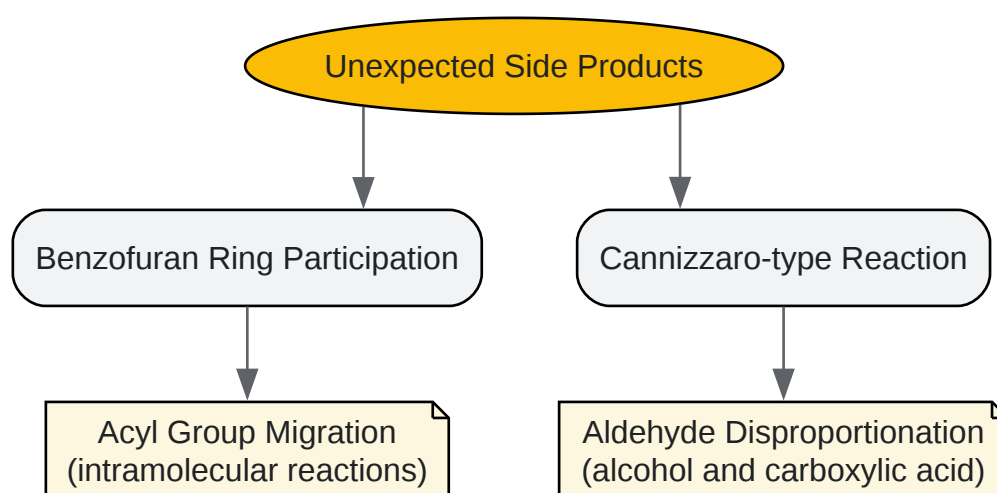 Unexpected Side Products
Benzofuran Ring Participation
Cannizzaro-type Reaction
Acyl Group Migration
(intramolecular reactions)
Aldehyde Disproportionation
(alcohol and carboxylic acid)